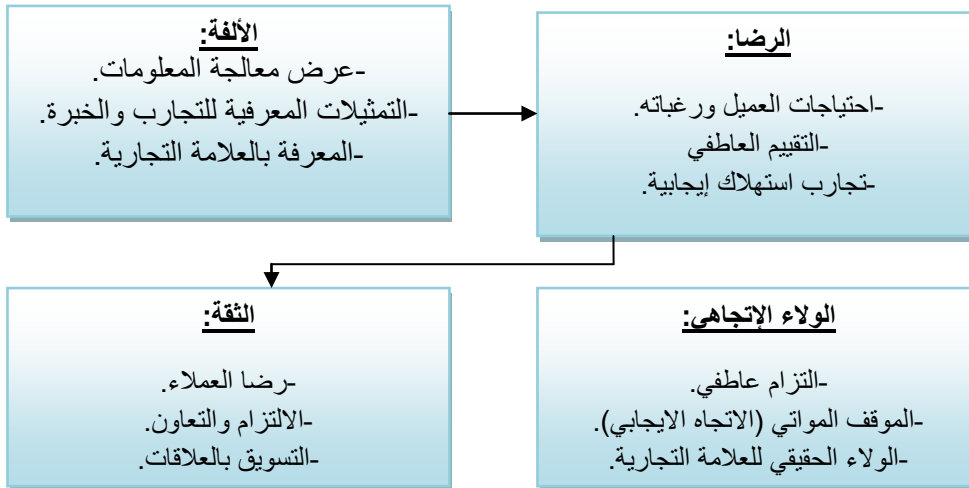 الألفة:
-عرض معالجة المعلومات.
-التمثيلات المعرفية للتجارب والخبرة.
-المعرفة بالعلامة التجارية.
الرضا:
-احتياجات العميل ورغباته.
-التقييم العاطفي
-تجارب استهلاك إيجابية.
الثقة:
-رضا العملاء.
-الالتزام والتعاون.
-التسويق بالعلاقات.
الولاء الإتجاهي:
-التزام عاطفي.
-الموقف المواتي (الاتجاه الايجابي).
-الولاء الحقيقي للعلامة التجارية.